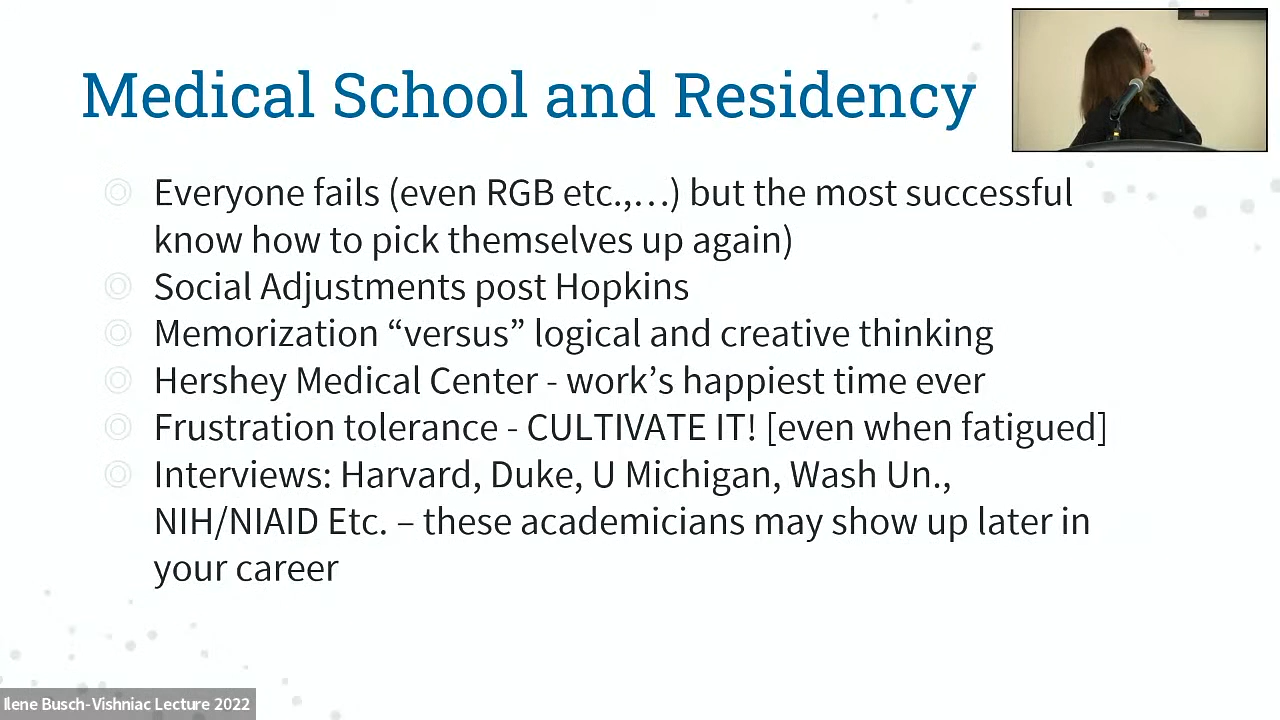 Medical School and Residency
Everyone fails (even RGB etc.,…) but the most successful
know how to pick themselves up again)
Social Adjustments post Hopkins
Memorization “versus” logical and creative thinking
Hershey Medical Center - work’s happiest time ever
Frustration tolerance - CULTIVATE IT! [even when fatigued]
Interviews: Harvard, Duke, U Michigan, Wash Un.,
NIH/NIAID Etc. – these academicians may show up later in
your career
Ilene Busch-Vishniac Lecture 2022